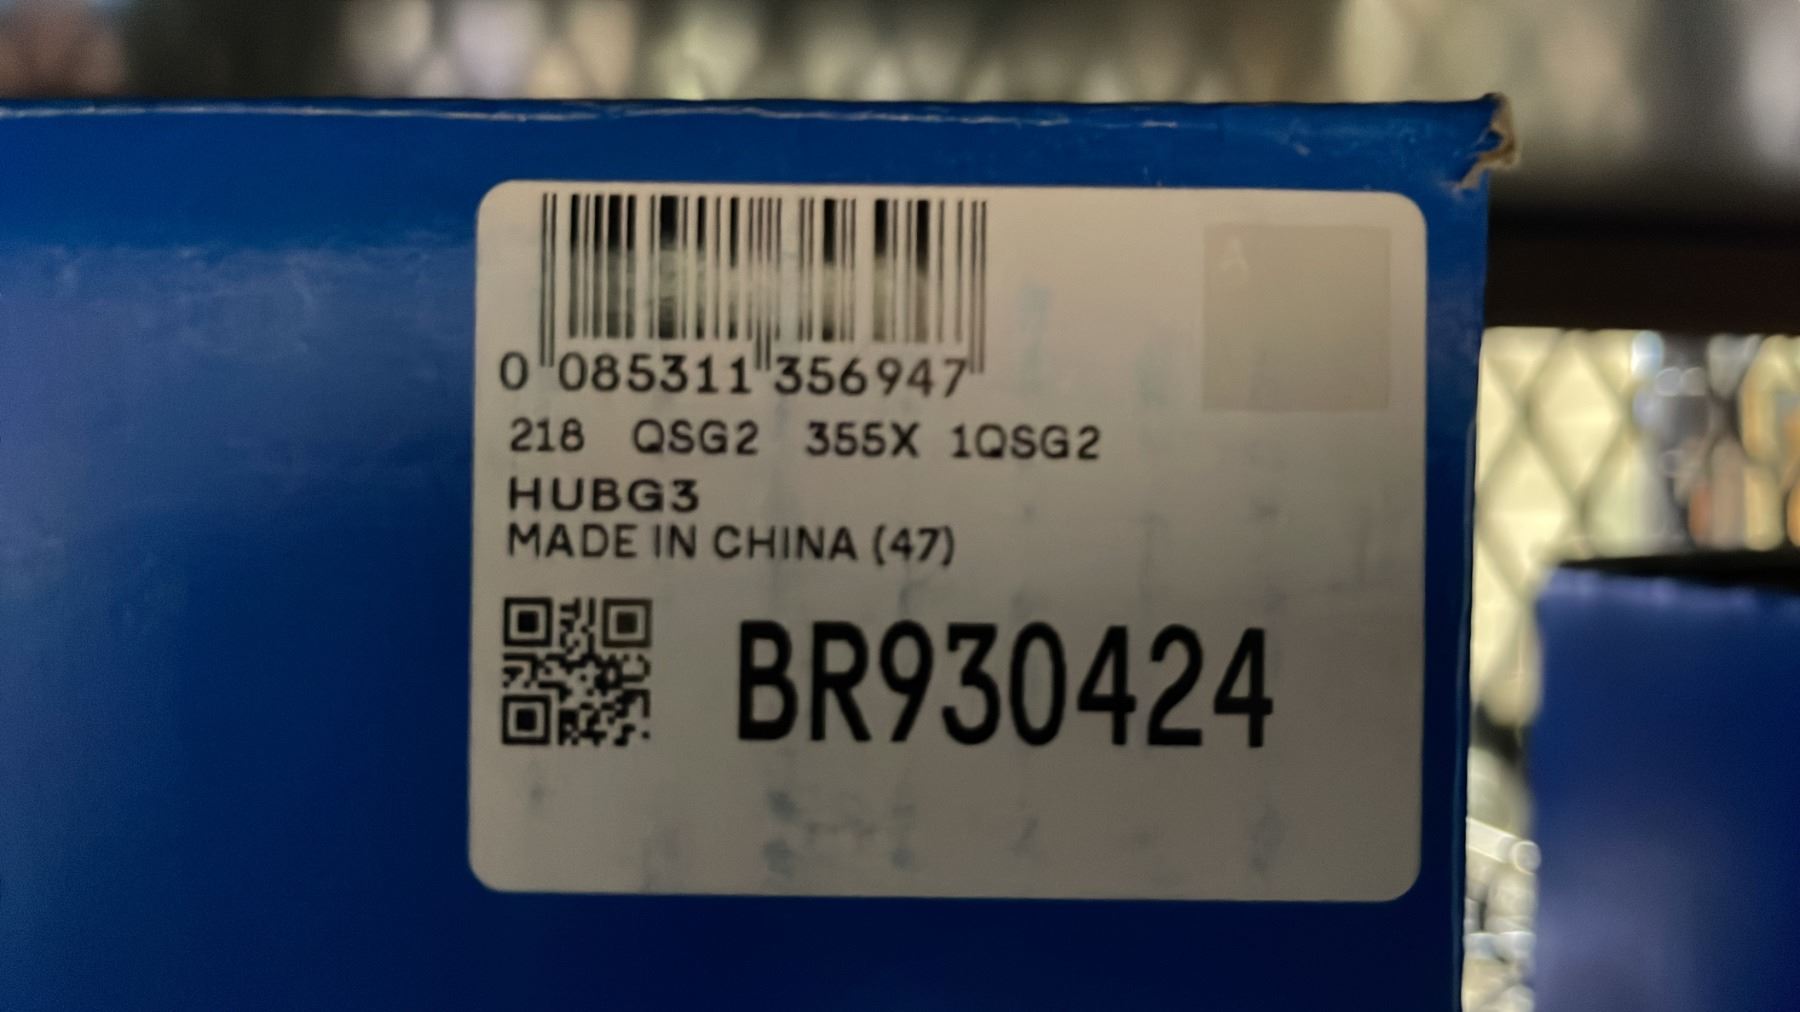 0 085311 356947
218 QSG2 355X 1QSG2
HUBG3
MADE IN CHINA (47)
BR930424